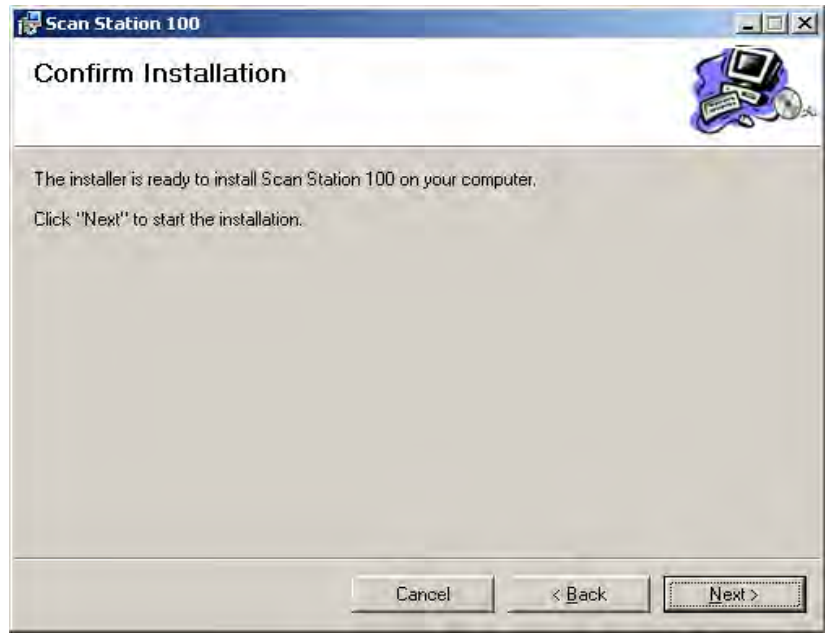 Scan Station 100
Confirm Installation
The installer is ready to install Scan Station 100 on your computer.
Click "Next" to start the installation.
Cancel
< Back
Next >